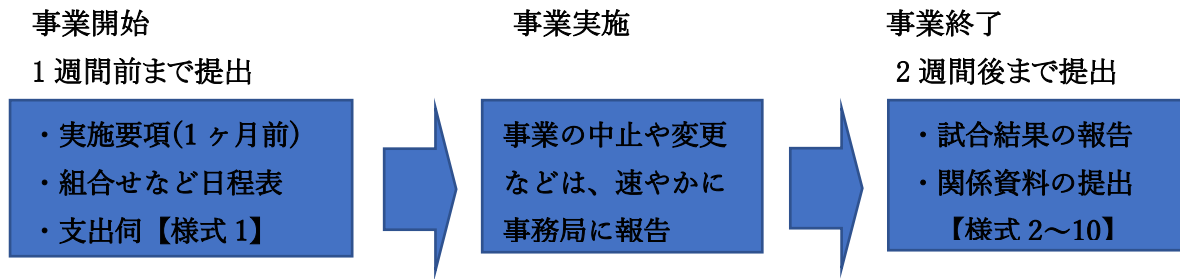 事業開始
1 週間前まで提出
・実施要項(1 ヶ月前)
・組合せなど日程表
・支出伺【様式 1】
事業実施
事業の中止や変更
などは、速やかに
事務局に報告
事業終了
2 週間後まで提出
・試合結果の報告
・関係資料の提出
【様式 2～10】